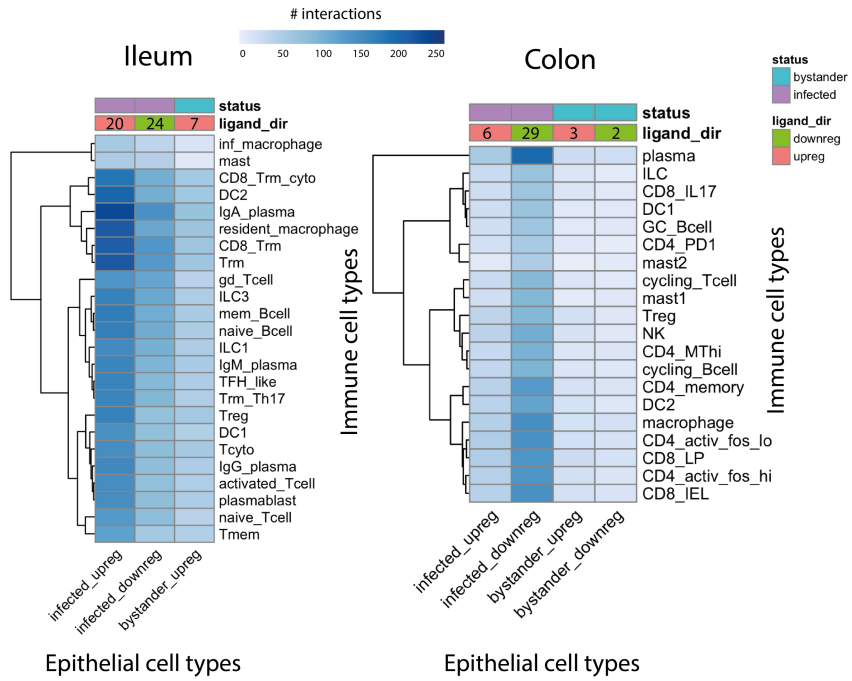 # interactions
0 50 100 150 200 250
Ileum
Colon
status
bystander
infected
ligand_dir
downreg
upreg
status
20 24 7 ligand_dir
inf_macrophage
mast
CD8_Trm_cyto
DC2
IgA_plasma
resident_macrophage
CD8_Trm
Trm
gd_Tcell
ILC3
mem_Bcell
naive_Bcell
ILC1
IgM_plasma
TFH_like
Trm_Th17
Treg
DC1
Tcyto
IgG_plasma
activated_Tcell
plasmablast
naive_Tcell
Tmem
Immune cell types
infected_upreg
infected_downreg
bystander_upreg
Epithelial cell types
status
6 29 3 2 ligand_dir
plasma
ILC
CD8_IL17
DC1
GC_Bcell
CD4_PD1
mast2
cycling_Tcell
mast1
Treg
NK
CD4_MThi
cycling_Bcell
CD4_memory
DC2
macrophage
CD4_activ_fos_lo
CD8_LP
CD4_activ_fos_hi
CD8_IEL
Immune cell types
infected_upreg
infected_downreg
bystander_upreg
bystander_downreg
Epithelial cell types